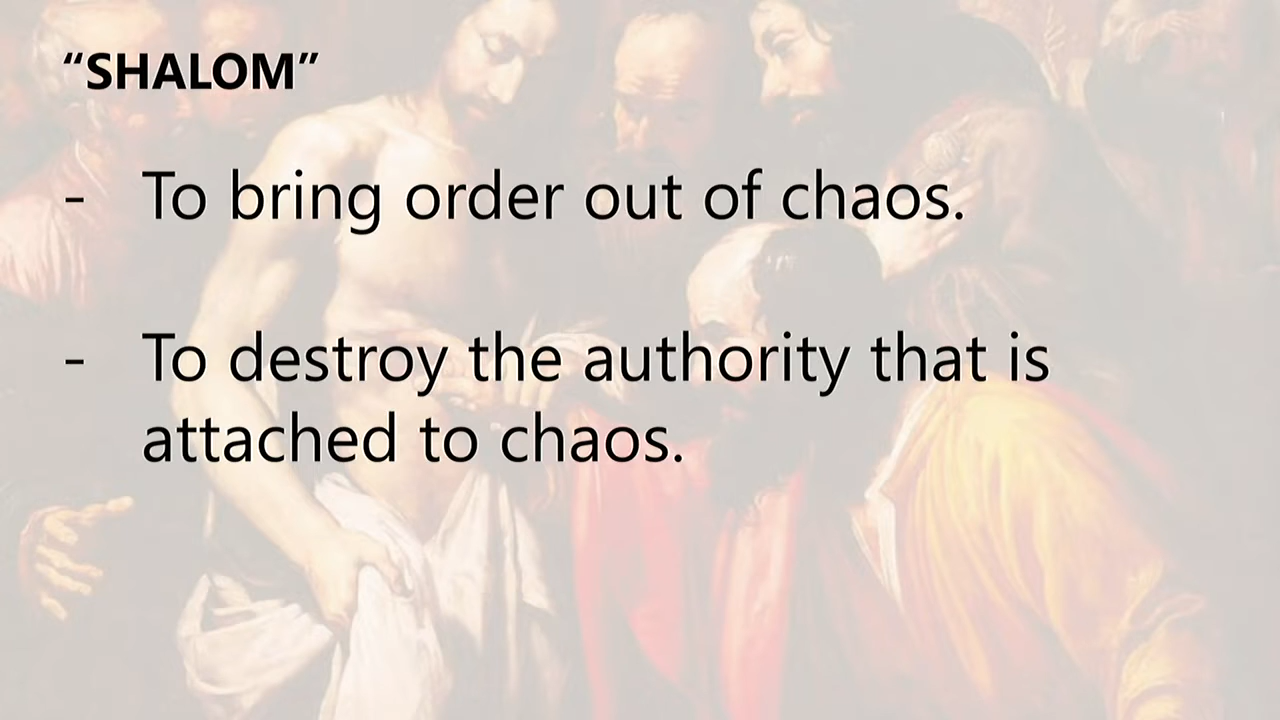 “SHALOM”
- To bring order out of chaos.
- To destroy the authority that is
attached to chaos.